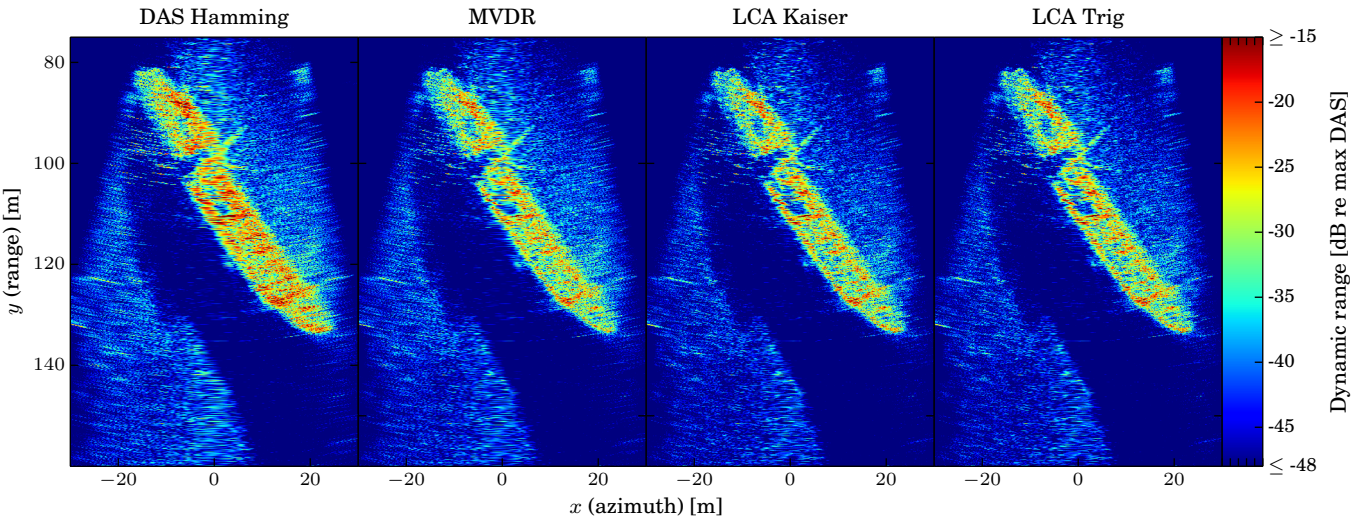 DAS Hamming MVDR LCA Kaiser LCA Trig
80
100
120
140
y (range) [m]
−20 0 20 −20 0 20 −20 0 20 −20 0 20
x (azimuth) [m]
≥ -15
-20
-25
-30
-35
-40
-45
≤ -48
Dynamic range [dB re max DAS]